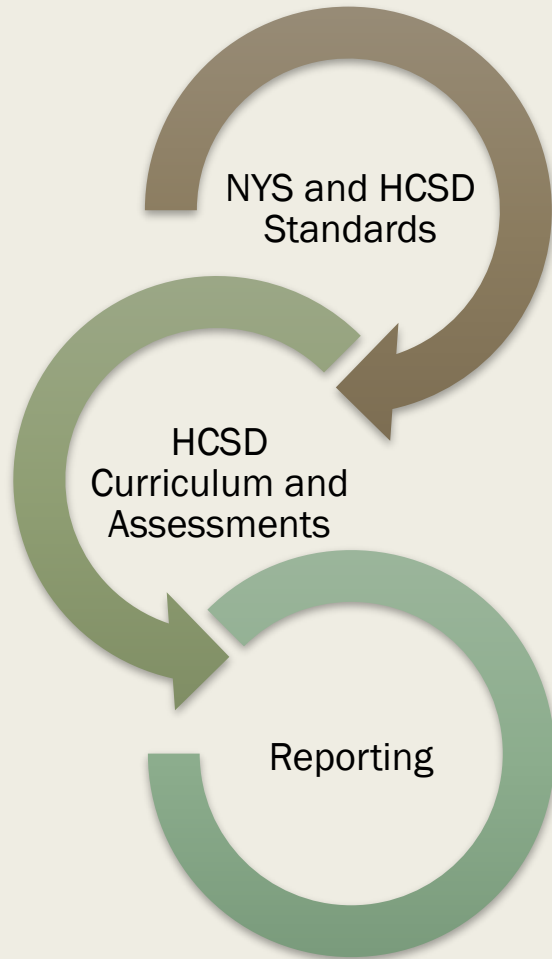 NYS and HCSD
Standards
HCSD
Curriculum and
Assessments
Reporting